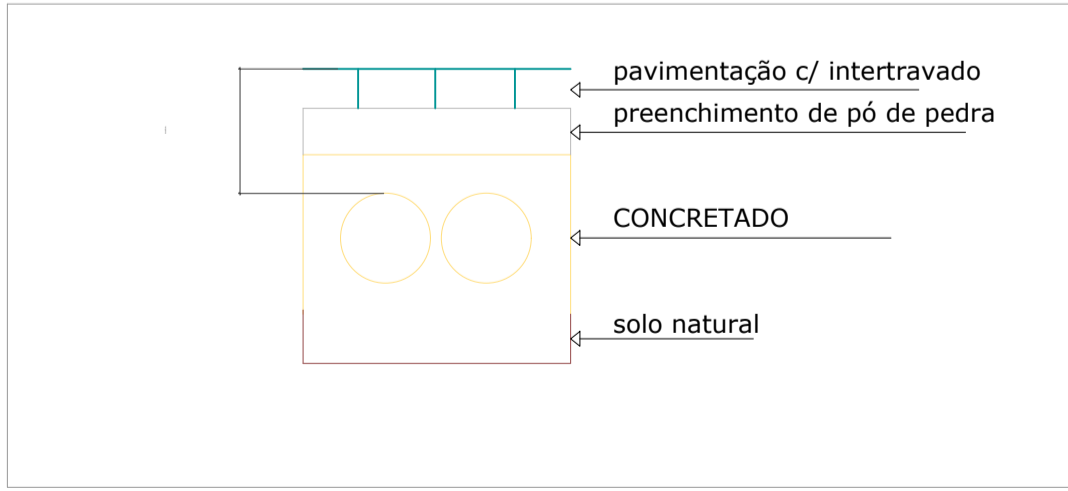 pavimentação c/ intertravado
preenchimento de pó de pedra
CONCRETADO
solo natural